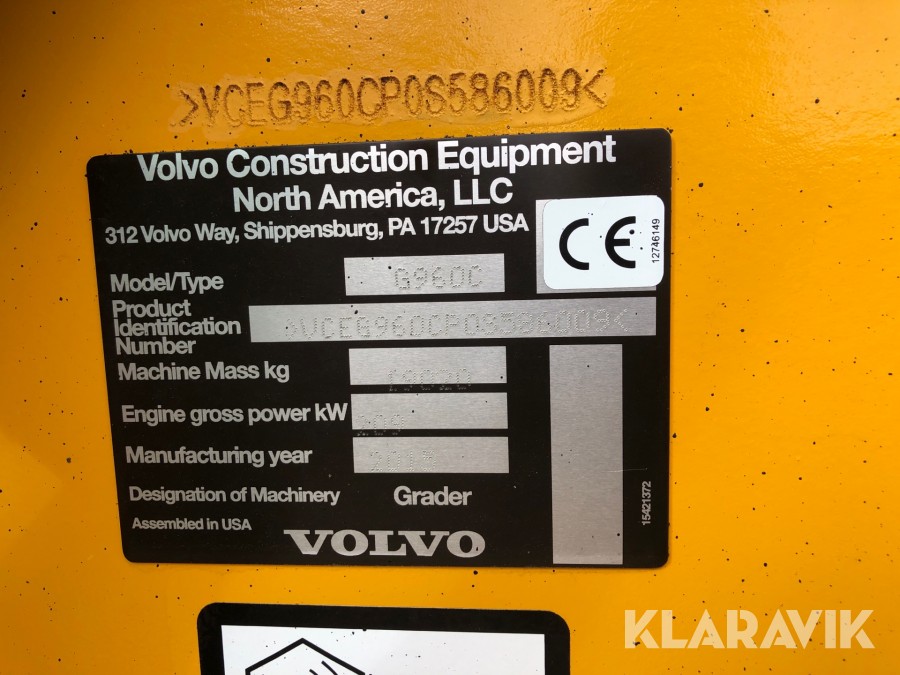 >VCEG960CP0S586009<
Volvo Construction Equipment
North America, LLC
312 Volvo Way, Shippensburg, PA 17257 USA
CE
12746149
Model/Type G960C
Product
Identification
Number >VCEG960CP0S586009<
Machine Mass kg
Engine gross power kW
Manufacturing year
Designation of Machinery Grader
Assembled in USA
VOLVO
15421372
KLARAVIK